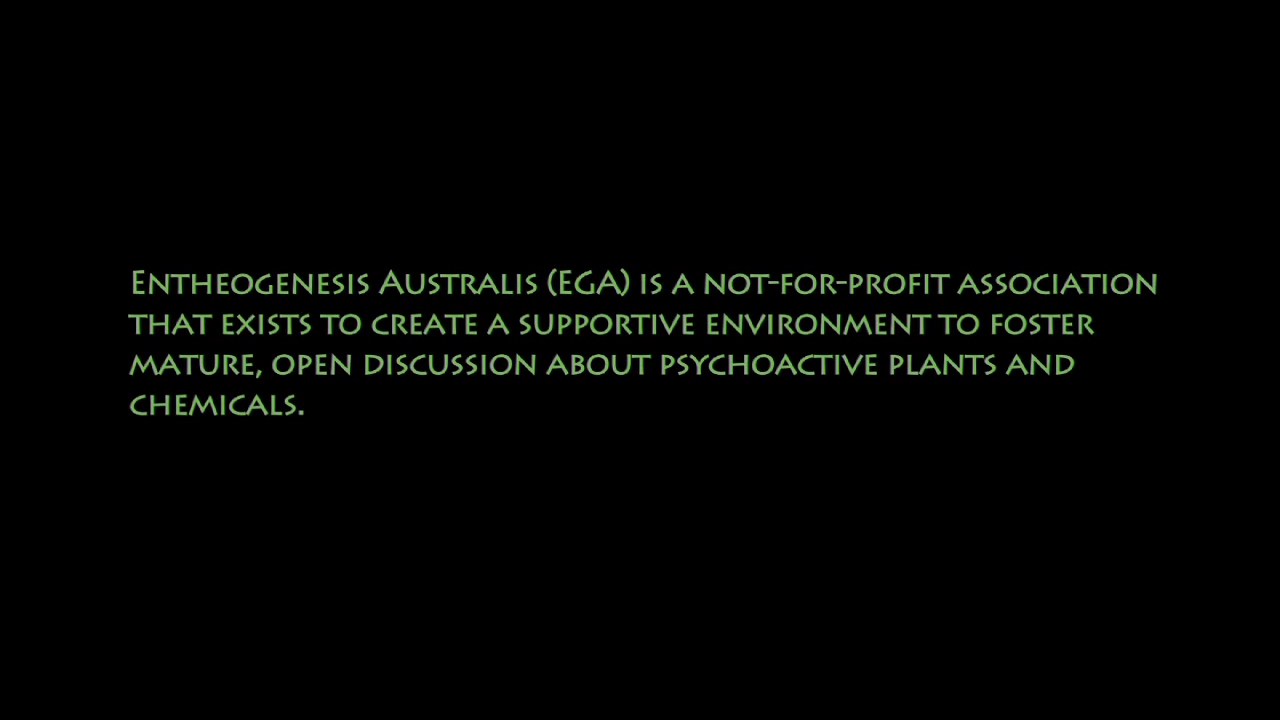 Entheogenesis Australis (EGA) is a not-for-profit association
that exists to create a supportive environment to foster
mature, open discussion about psychoactive plants and
chemicals.